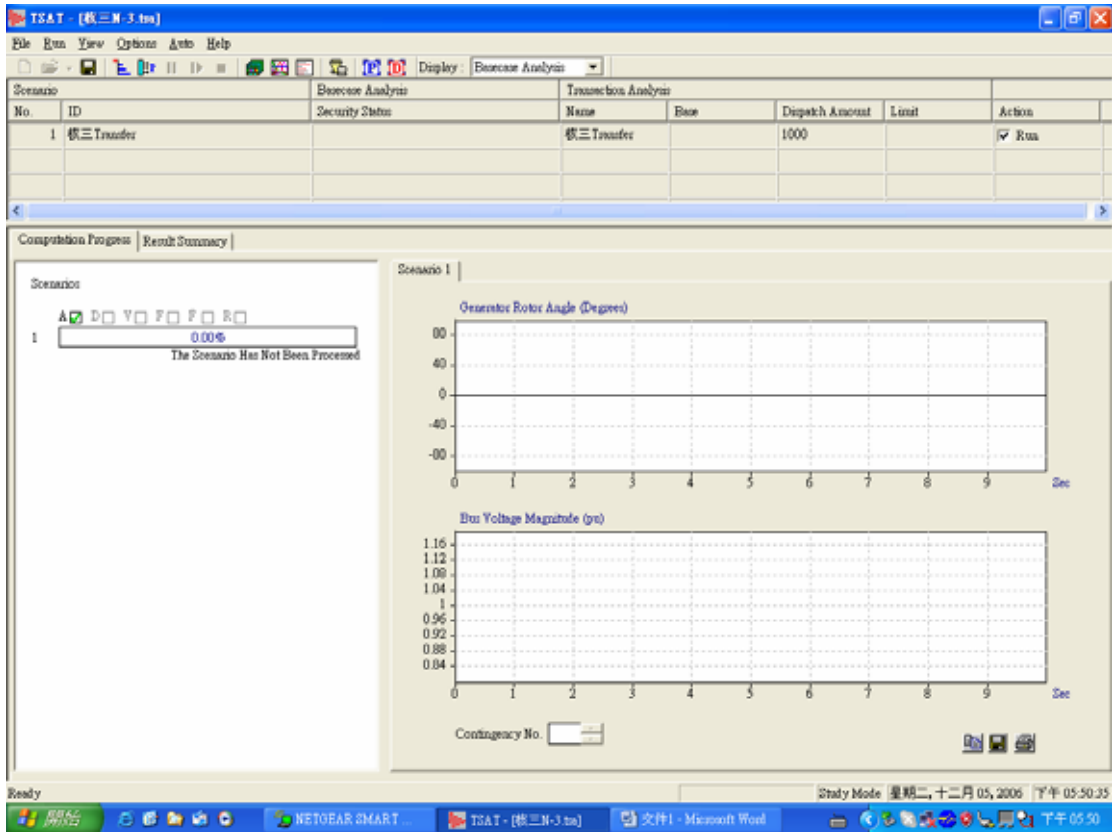 TSAT - [核三N-3.tsa]
File Run View Options Auto Help
Display: Basecase Analysis
Scenario Basecase Analysis Transection Analysis
No. ID Security Status Name Base Dispatch Amount Limit Action
1 核三Transfer 核三Transfer 1000 Run
Computation Progress Result Summary
Scenarios
A D V F F R
1 0.00%
The Scenario Has Not Been Processed
Scenario 1
Generator Rotor Angle (Degrees)
80
40
0
-40
-80
0 1 2 3 4 5 6 7 8 9 Sec
Bus Voltage Magnitude (pu)
1.16
1.12
1.08
1.04
1
0.96
0.92
0.88
0.84
0 1 2 3 4 5 6 7 8 9 Sec
Contingency No.
Ready Study Mode 星期二, 十二月 05, 2006 下午 05:50:35
開始 NETGEAR SMART... TSAT - [核三N-3.tsa] 文件1 - Microsoft Word 下午 05:50